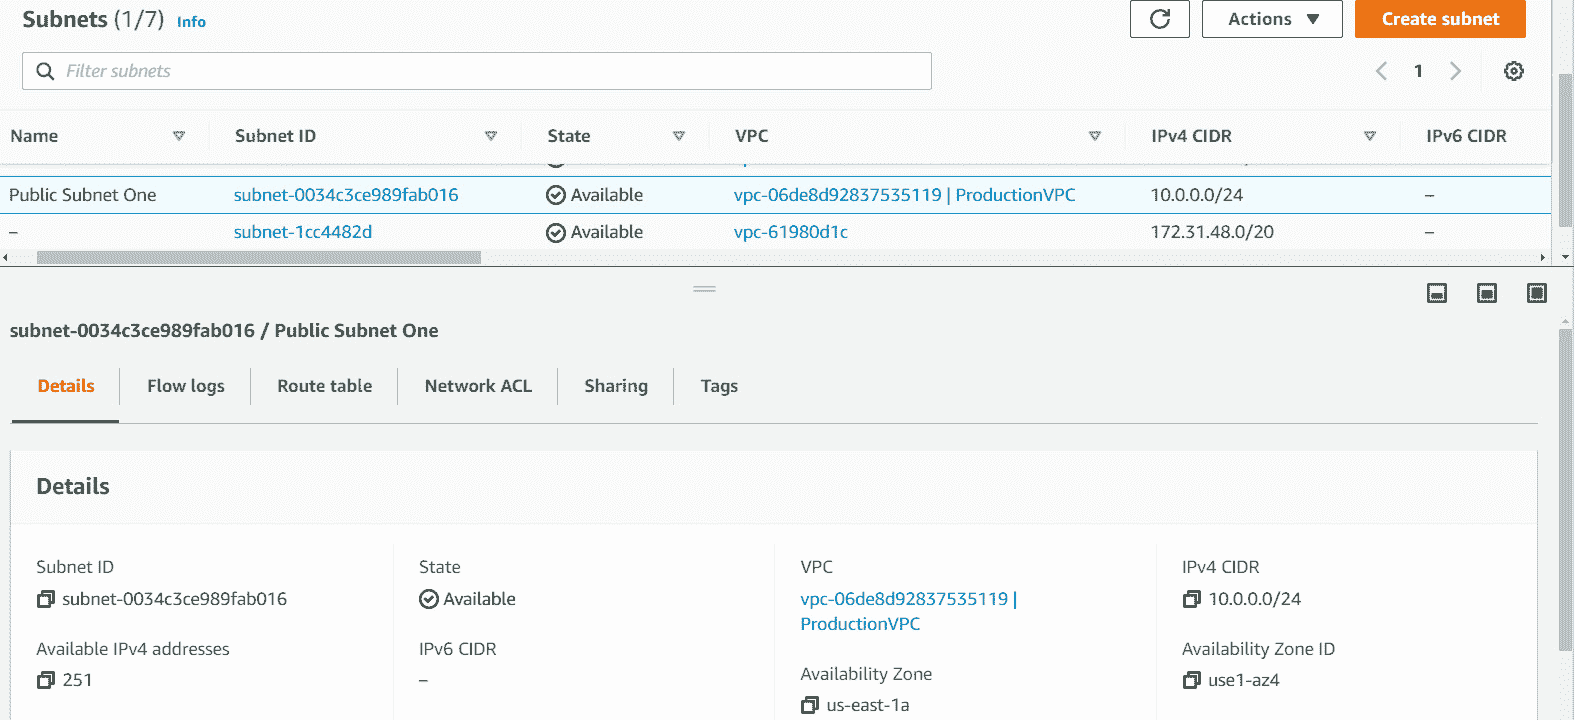 Subnets (1/7) Info
Actions
Create subnet
Filter subnets
1
Name Subnet ID State VPC IPv4 CIDR IPv6 CIDR
Public Subnet One subnet-0034c3ce989fab016 Available vpc-06de8d92837535119 | ProductionVPC 10.0.0.0/24 –
– subnet-1cc4482d Available vpc-61980d1c 172.31.48.0/20 –
subnet-0034c3ce989fab016 / Public Subnet One
Details Flow logs Route table Network ACL Sharing Tags
Details
Subnet ID State VPC IPv4 CIDR
subnet-0034c3ce989fab016 Available vpc-06de8d92837535119 | 10.0.0.0/24
ProductionVPC
Available IPv4 addresses IPv6 CIDR Availability Zone ID
251 – use1-az4
Availability Zone
us-east-1a